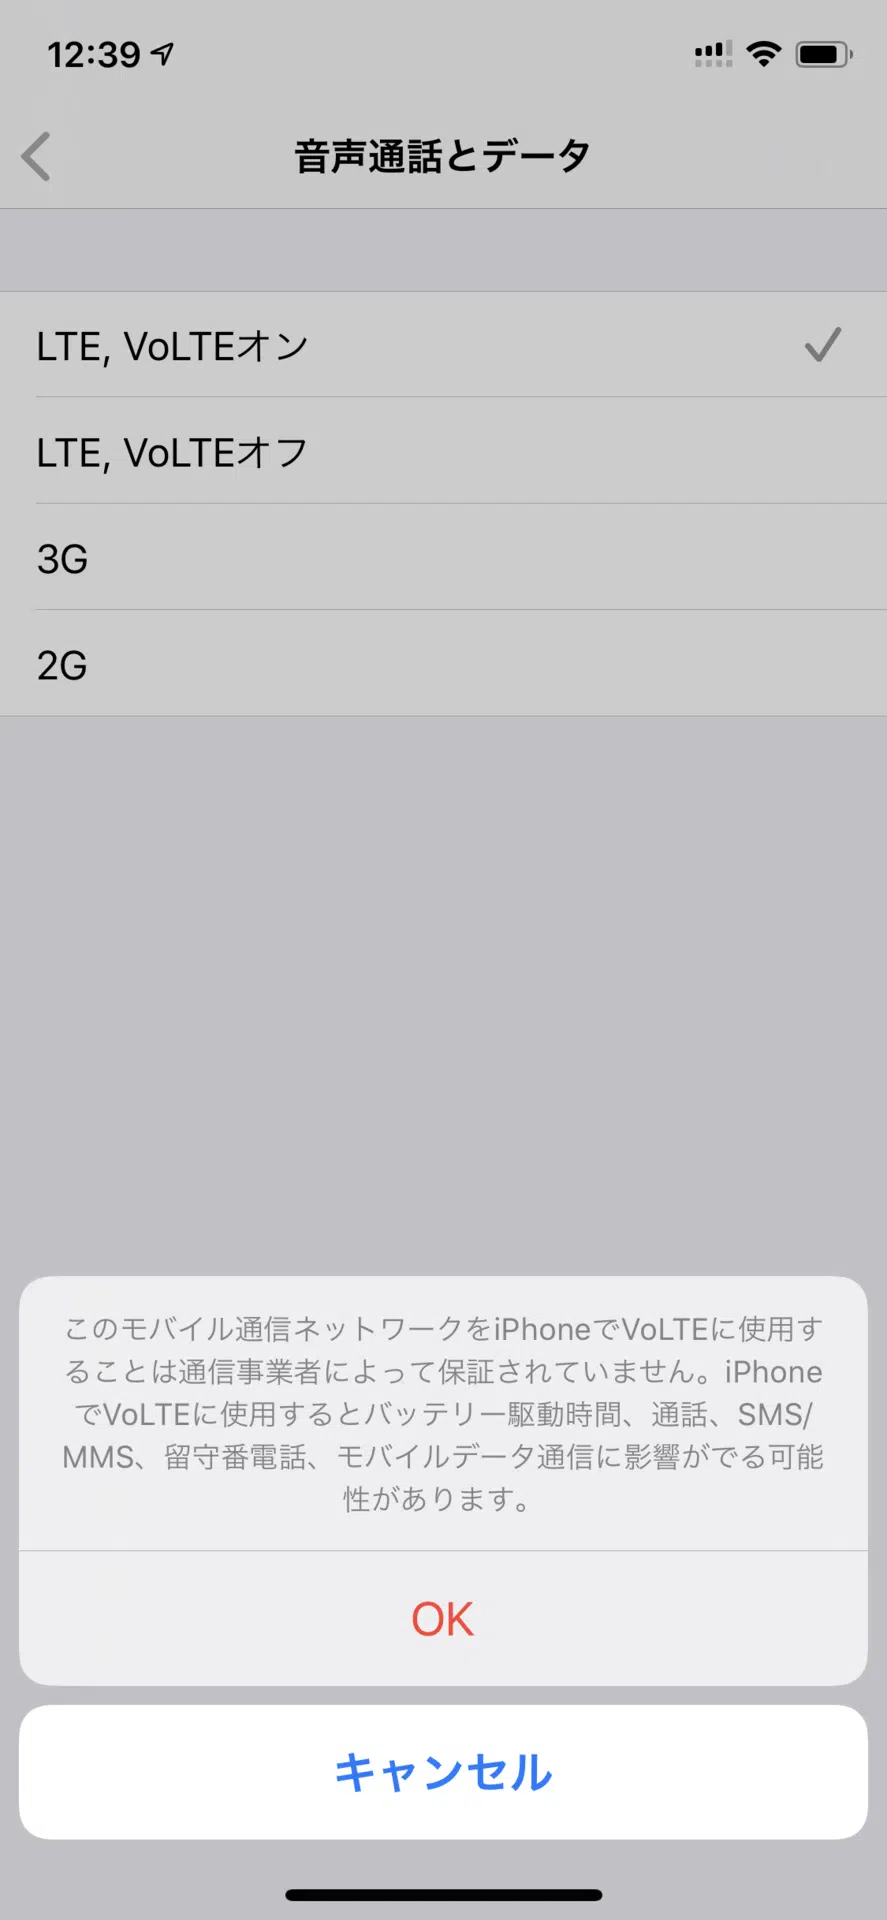 12:39
音声通話とデータ
LTE, VoLTEオン
LTE, VoLTEオフ
3G
2G
このモバイル通信ネットワークをiPhoneでVoLTEに使用す
ることは通信事業者によって保証されていません。iPhone
でVoLTEに使用するとバッテリー駆動時間、通話、SMS/
MMS、留守番電話、モバイルデータ通信に影響がでる可能
性があります。
OK
キャンセル